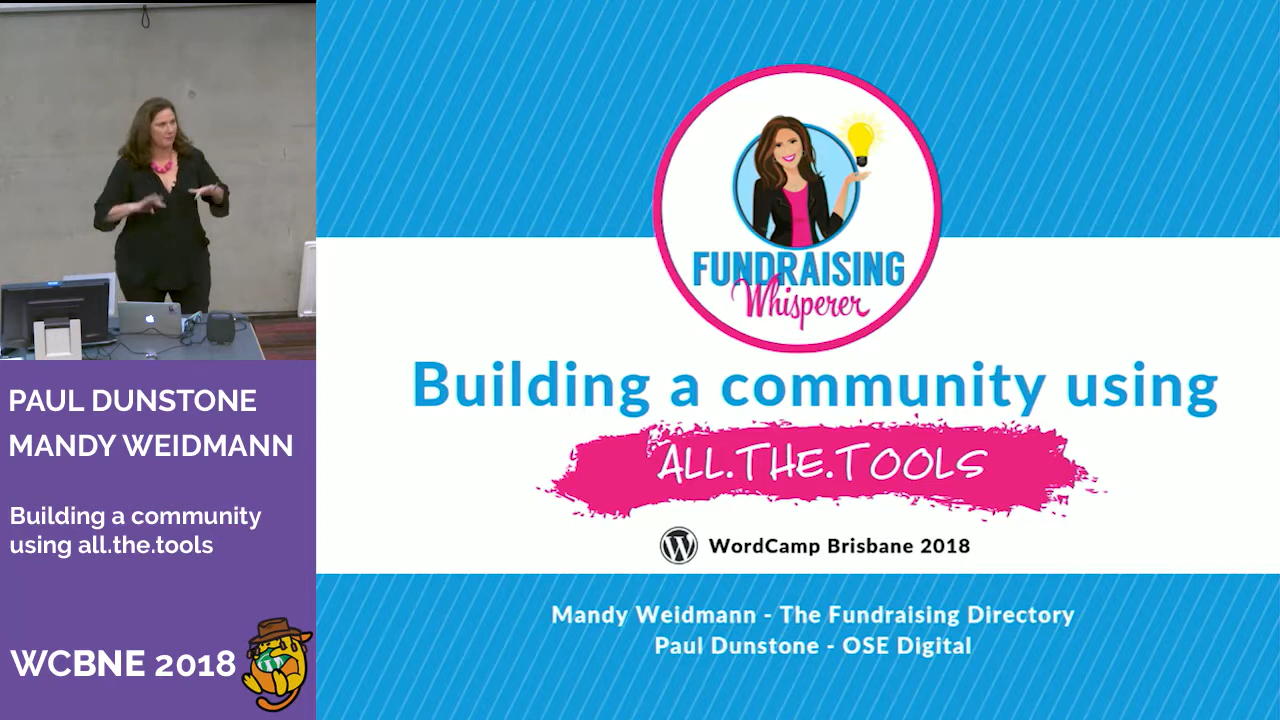 PAUL DUNSTONE
MANDY WEIDMANN
Building a community
using all.the.tools
WCBNE 2018
FUNDRAISING
Whisperer
Building a community using
ALL.THE.TOOLS
WordCamp Brisbane 2018
Mandy Weidmann - The Fundraising Directory
Paul Dunstone - OSE Digital